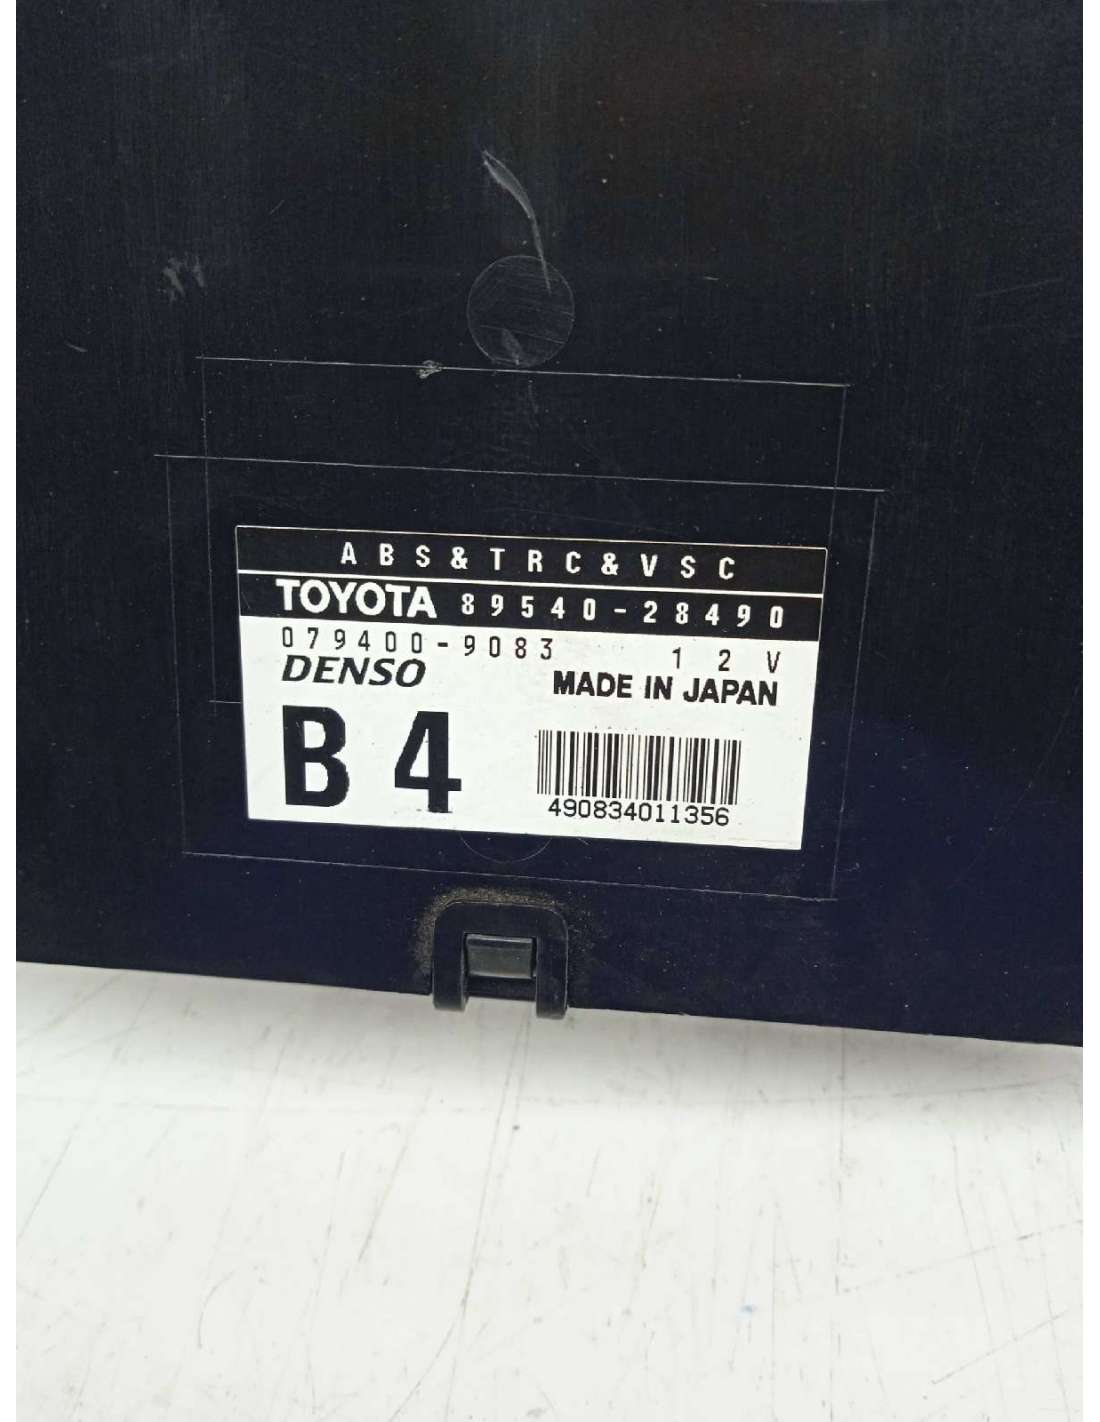 ABS&TRC&VSC
TOYOTA 89540-28490
079400-9083 12V
DENSO MADE IN JAPAN
B4
490834011356